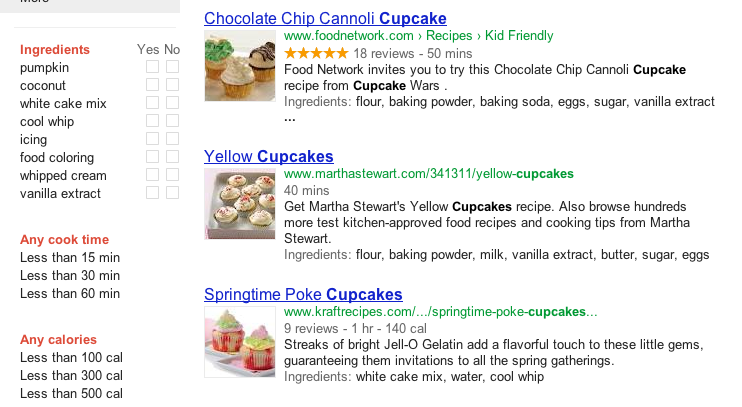 More
Ingredients Yes No
pumpkin
coconut
white cake mix
cool whip
icing
food coloring
whipped cream
vanilla extract
Any cook time
Less than 15 min
Less than 30 min
Less than 60 min
Any calories
Less than 100 cal
Less than 300 cal
Less than 500 cal
Chocolate Chip Cannoli Cupcake
www.foodnetwork.com › Recipes › Kid Friendly
★★★★★ 18 reviews - 50 mins
Food Network invites you to try this Chocolate Chip Cannoli Cupcake
recipe from Cupcake Wars .
Ingredients: flour, baking powder, baking soda, eggs, sugar, vanilla extract
...
Yellow Cupcakes
www.marthastewart.com/341311/yellow-cupcakes
40 mins
Get Martha Stewart's Yellow Cupcakes recipe. Also browse hundreds
more test kitchen-approved food recipes and cooking tips from Martha
Stewart.
Ingredients: flour, baking powder, milk, vanilla extract, butter, sugar, eggs
Springtime Poke Cupcakes
www.kraftrecipes.com/.../springtime-poke-cupcakes...
9 reviews - 1 hr - 140 cal
Streaks of bright Jell-O Gelatin add a flavorful touch to these little gems,
guaranteeing them invitations to all the spring gatherings.
Ingredients: white cake mix, water, cool whip